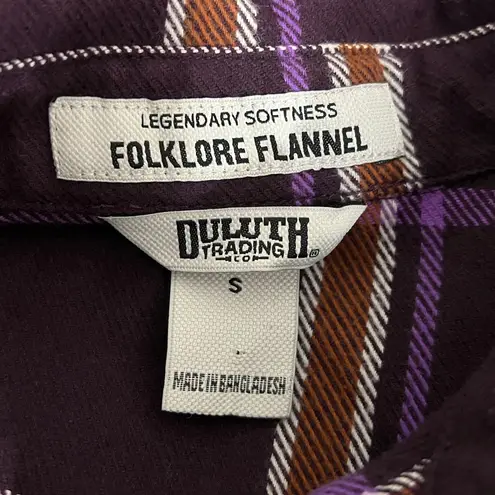 LEGENDARY SOFTNESS
FOLKLORE FLANNEL
DULUTH
TRADING
CO
®
S
MADE IN BANGLADESH